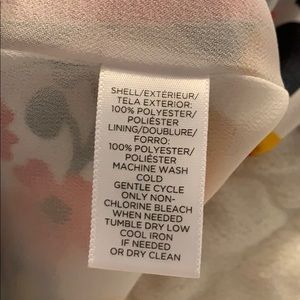 SHELL/EXTÉRIEUR/
TELA EXTERIOR:
100% POLYESTER/
POLIÉSTER
LINING/DOUBLURE/
FORRO:
100% POLYESTER/
POLIÉSTER
MACHINE WASH
COLD
GENTLE CYCLE
ONLY NON-
CHLORINE BLEACH
WHEN NEEDED
TUMBLE DRY LOW
COOL IRON
IF NEEDED
OR DRY CLEAN